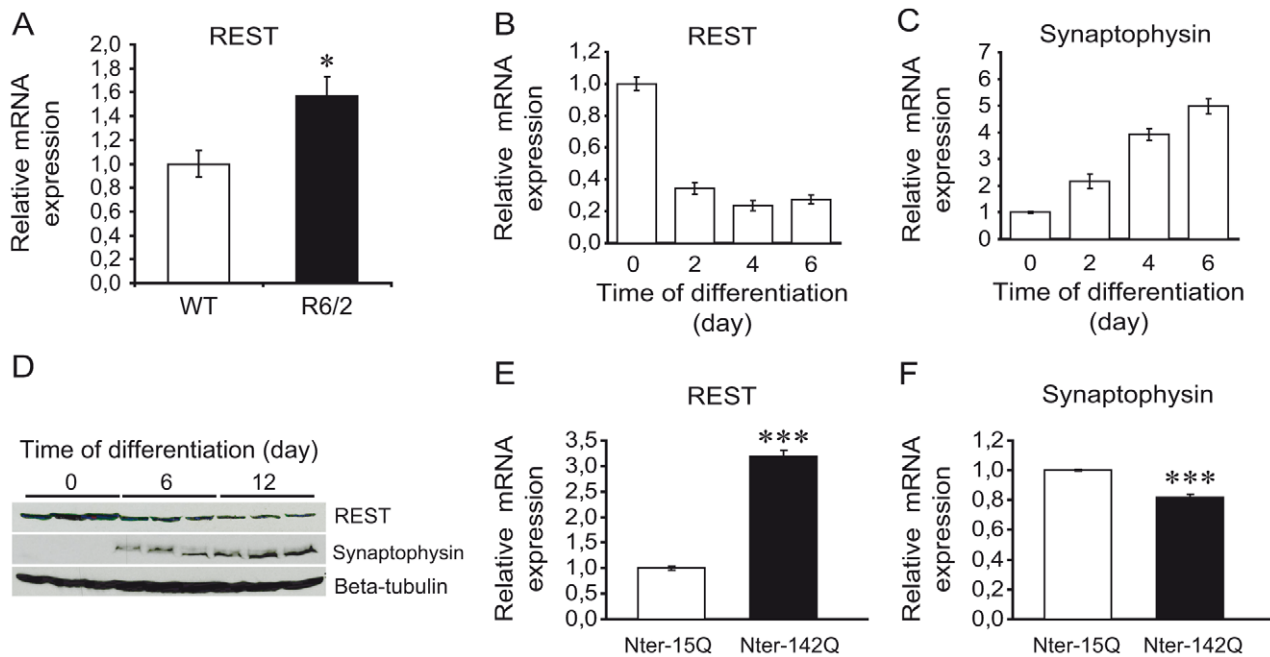 A
REST
Relative mRNA
expression
2,0
1,8
1,6
1,4
1,2
1,0
0,8
0,6
0,4
0,2
0,0
*
WT
R6/2
B
REST
Relative mRNA
expression
1,2
1,0
0,8
0,6
0,4
0,2
0,0
0
2
4
6
Time of differentiation
(day)
C
Synaptophysin
Relative mRNA
expression
7
6
5
4
3
2
1
0
0
2
4
6
Time of differentiation
(day)
D
Time of differentiation (day)
0
6
12
REST
Synaptophysin
Beta-tubulin
E
REST
Relative mRNA
expression
3,5
3,0
2,5
2,0
1,5
1,0
0,5
0,0
***
Nter-15Q
Nter-142Q
F
Synaptophysin
Relative mRNA
expression
1,2
1,0
0,8
0,6
0,4
0,2
0,0
***
Nter-15Q
Nter-142Q